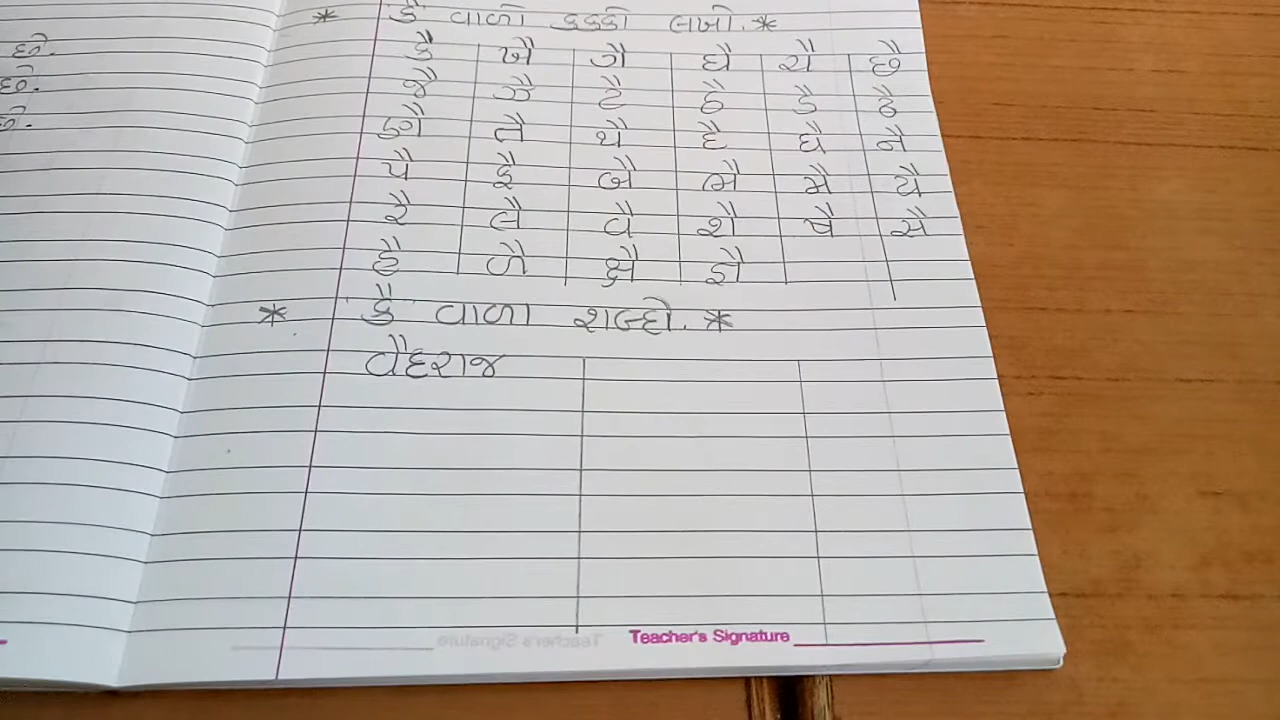 છે.
છે.
છે.
* કૈ વાળો કક્કો લખો. *
કૈ ખૈ ગૈ ઘૈ ચૈ છૈ
જૈ ઝૈ ટૈ ઠૈ ડૈ ઢૈ
ણૈ તૈ થૈ દૈ ધૈ નૈ
પૈ ફૈ બૈ ભૈ મૈ યૈ
રૈ લૈ વૈ શૈ ષૈ સૈ
હૈ ળૈ ક્ષૈ જ્ઞૈ
* કૈ વાળા શબ્દો. *
વૈદરાજ
Teacher's Signature